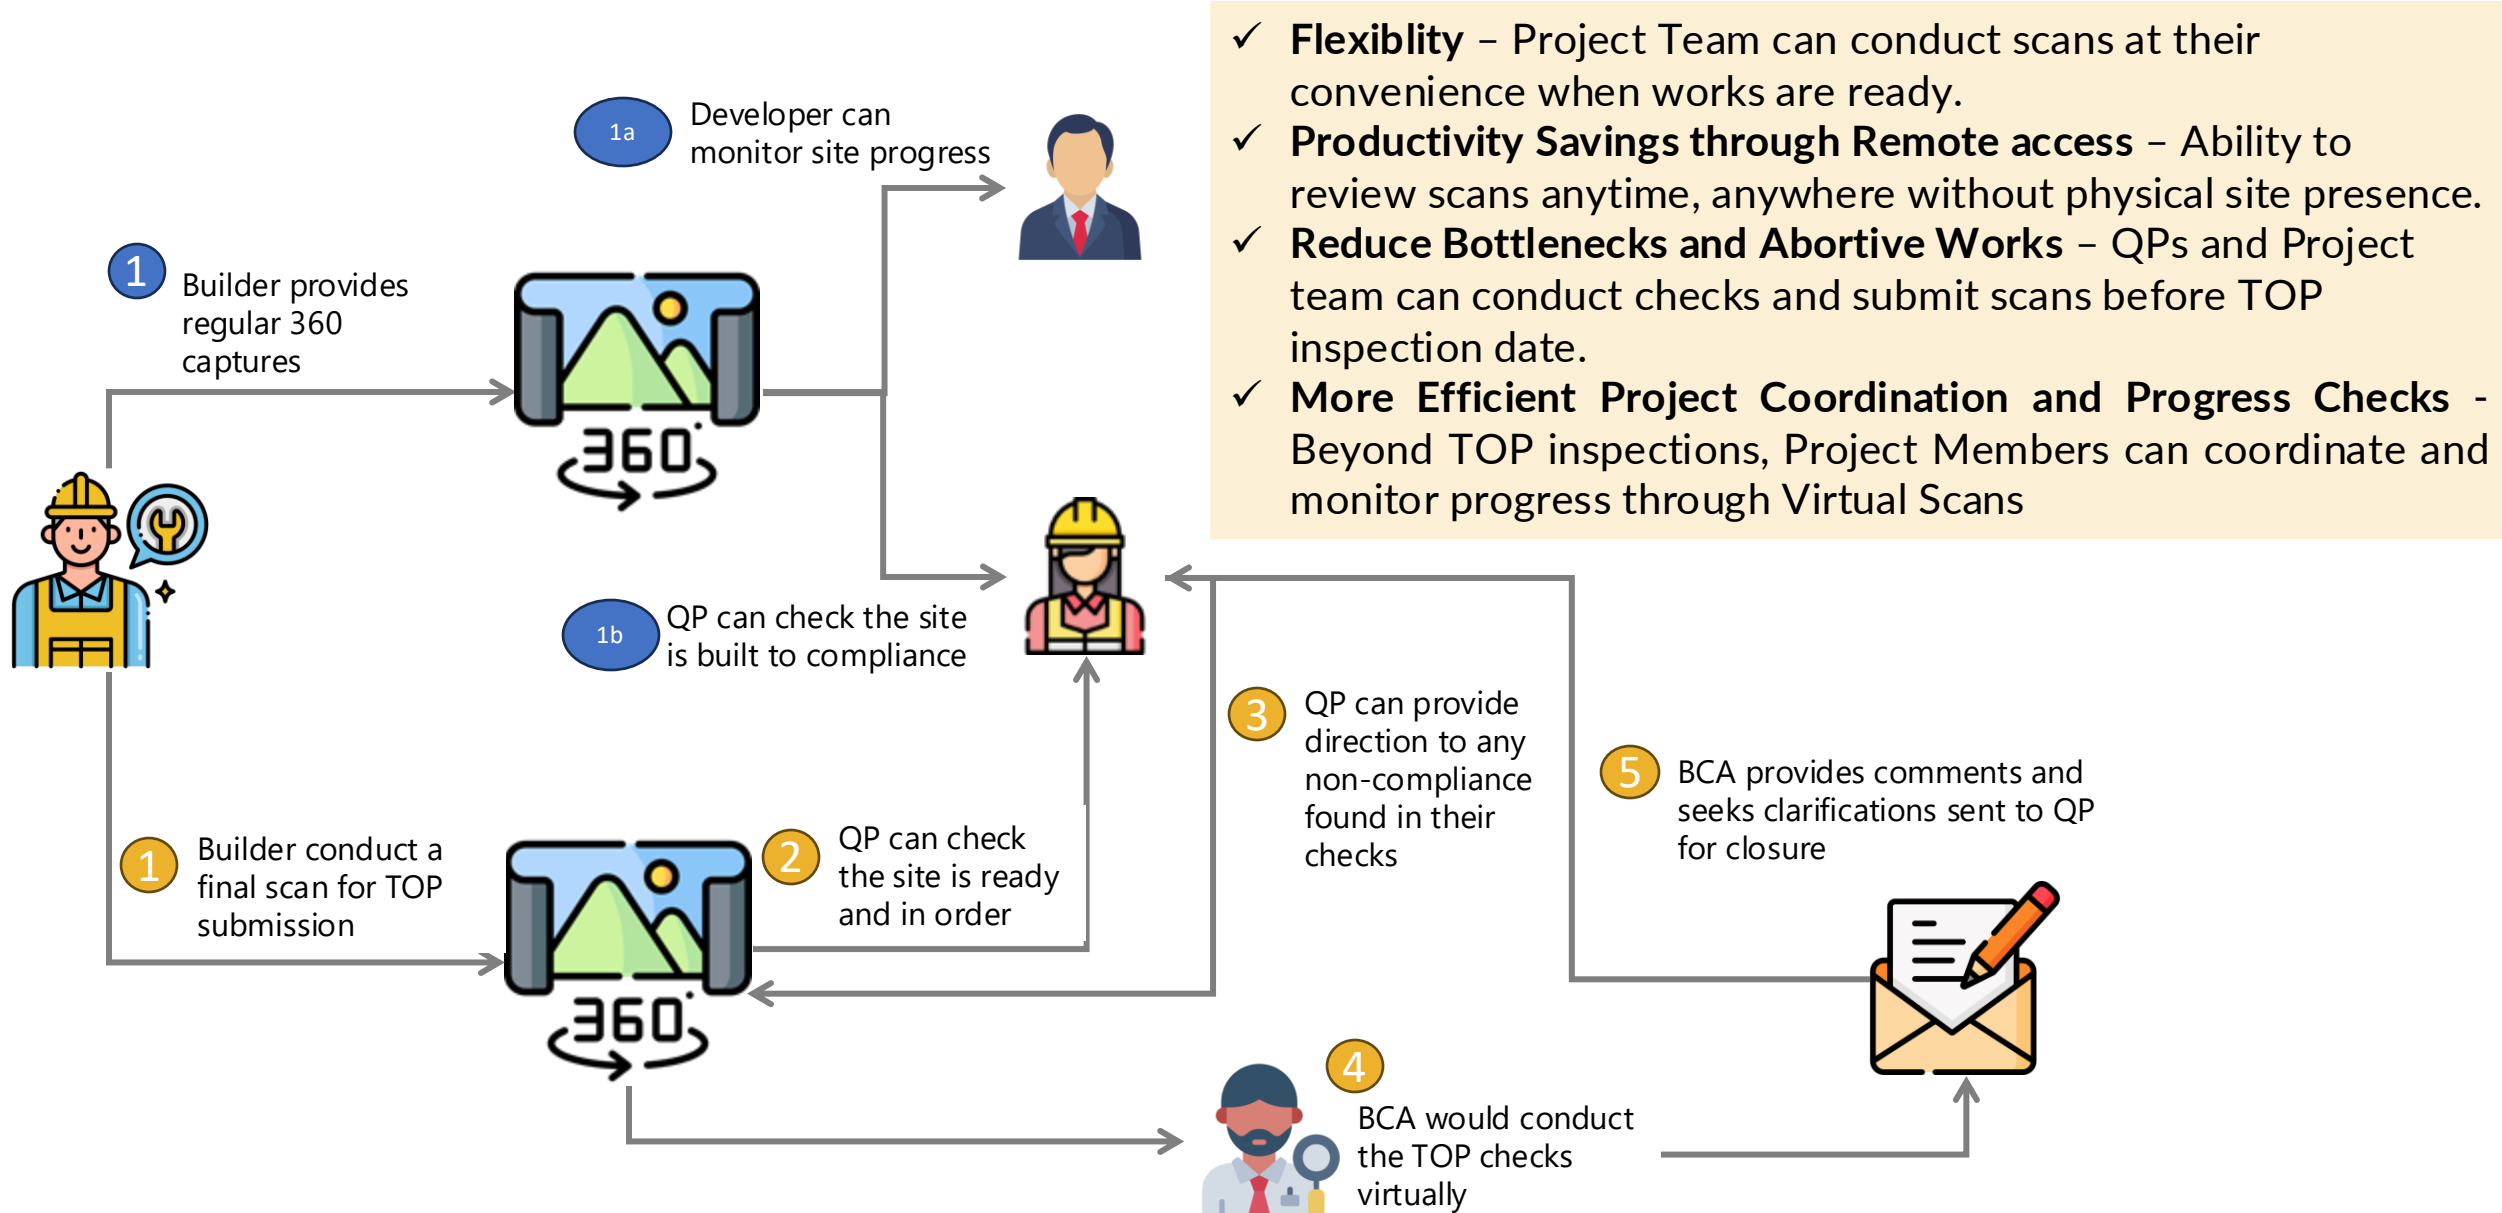 1a
Developer can
monitor site progress
1
Builder provides
regular 360
captures
360°
1b
QP can check the site
is built to compliance
✓ Flexiblity – Project Team can conduct scans at their
convenience when works are ready.
✓ Productivity Savings through Remote access – Ability to
review scans anytime, anywhere without physical site presence.
✓ Reduce Bottlenecks and Abortive Works – QPs and Project
team can conduct checks and submit scans before TOP
inspection date.
✓ More Efficient Project Coordination and Progress Checks -
Beyond TOP inspections, Project Members can coordinate and
monitor progress through Virtual Scans
1
Builder conduct a
final scan for TOP
submission
360°
2
QP can check
the site is ready
and in order
3
QP can provide
direction to any
non-compliance
found in their
checks
4
BCA would conduct
the TOP checks
virtually
5
BCA provides comments and
seeks clarifications sent to QP
for closure